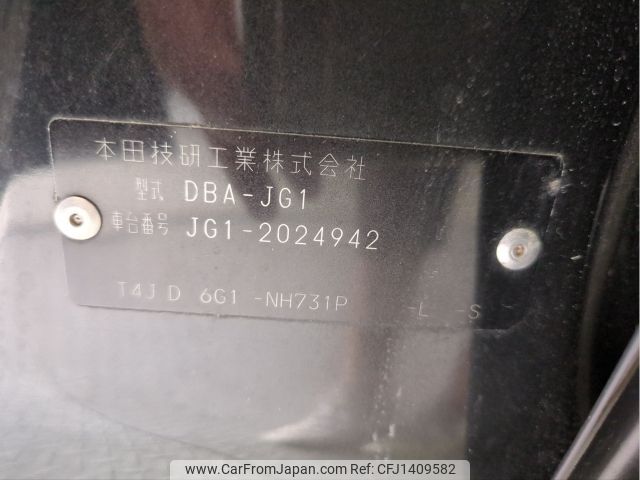 本田技研工業株式会社
型式 DBA-JG1
車台番号 JG1-2024942
T4J D 6G1 -NH731P -L -S -
www.CarFromJapan.com Ref: CFJ1409582